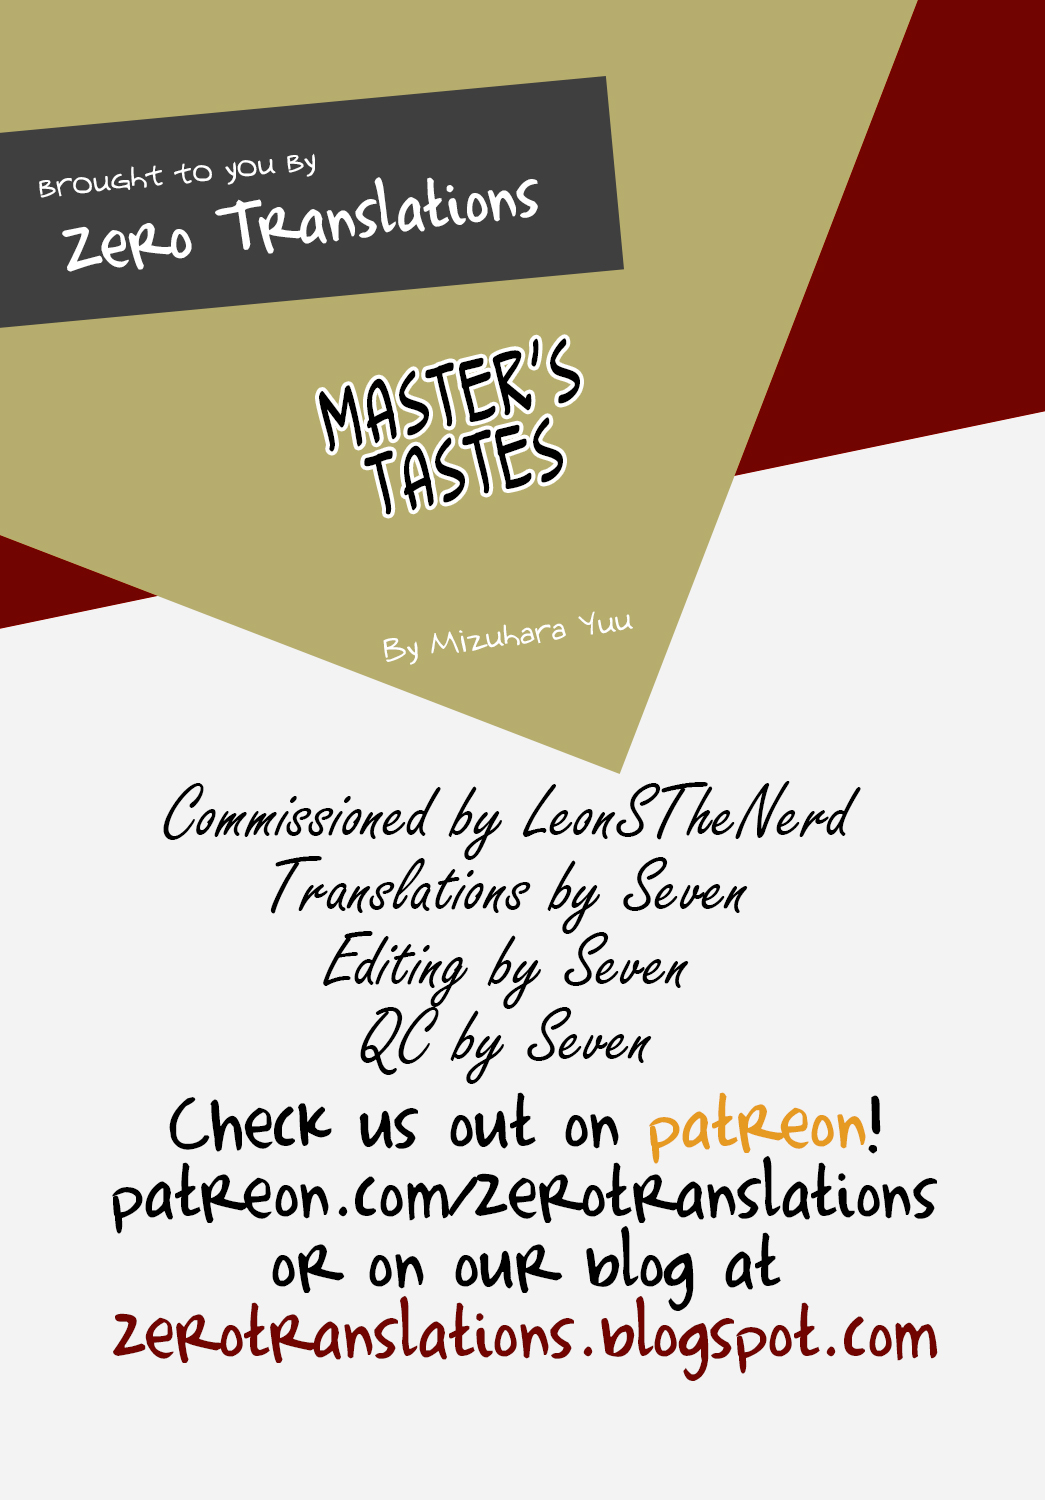 Brought to you By
Zero Translations
MASTER'S
TASTES
By Mizuhara Yuu
Commissioned by LeonSTheNerd
Translations by Seven
Editing by Seven
QC by Seven
Check us out on patreon!
patreon.com/zerotranslations
or on our blog at
zerotranslations.blogspot.com